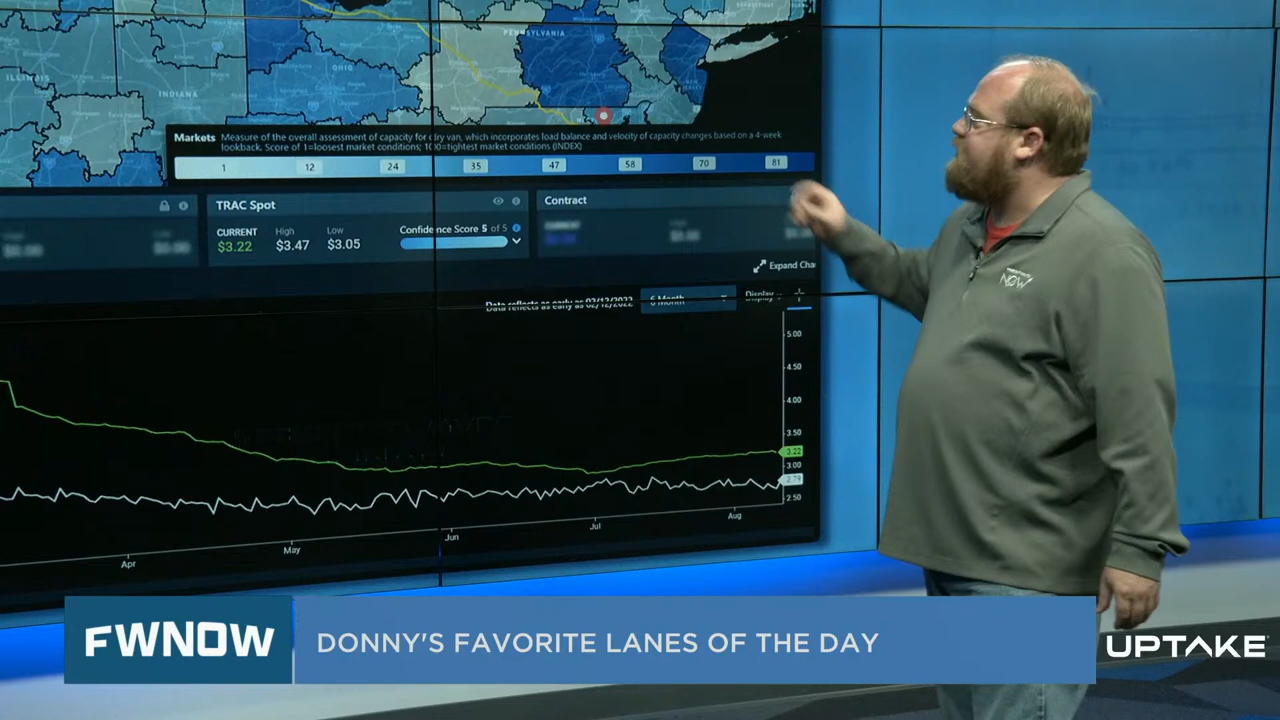 PENNSYLVANIA
OHIO
ILLINOIS
INDIANA
Markets Measure of the overall assessment of capacity for dry van, which incorporates load balance and velocity of capacity changes based on a 4-week
lookback. Score of 1=loosest market conditions; 100=tightest market conditions (INDEX)
1 12 24 35 47 58 70 81
TRAC Spot
Contract
CURRENT High Low
$3.22 $3.47 $3.05
Confidence Score 5 of 5
Expand Cha
Data reflects as early as 02/12/2022
6 Month
Display
5.00
4.50
4.00
3.50
3.22
3.00
2.79
2.50
Apr May Jun Jul Aug
NOW
FWNOW
DONNY'S FAVORITE LANES OF THE DAY
UPTAKE